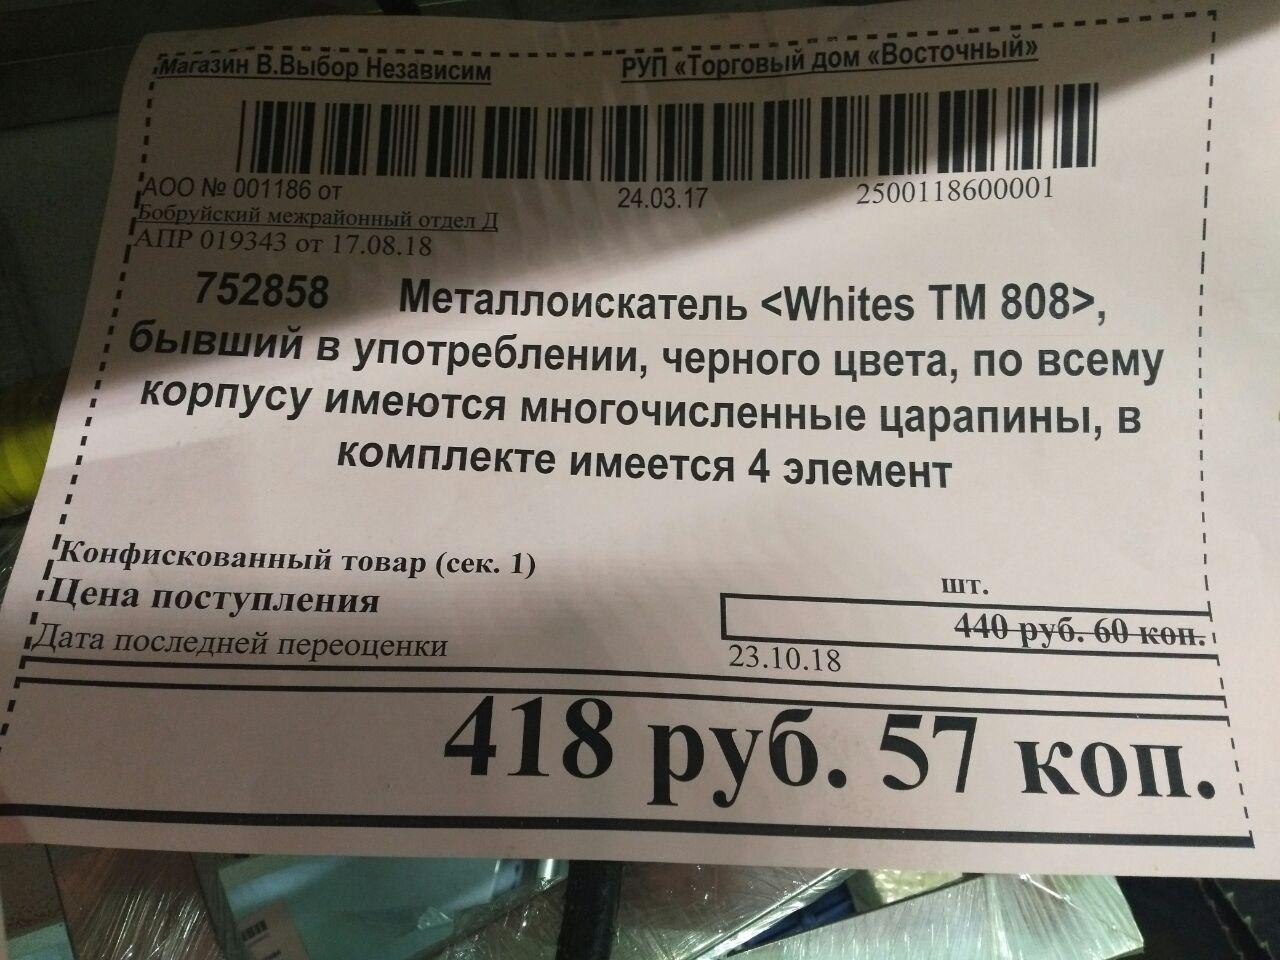 Магазин В.Выбор Независим РУП «Торговый дом «Восточный»
АОО № 001186 от 24.03.17 2500118600001
Бобруйский межрайонный отдел Д
АПР 019343 от 17.08.18
752858 Металлоискатель <Whites TM 808>,
бывший в употреблении, черного цвета, по всему
корпусу имеются многочисленные царапины, в
комплекте имеется 4 элемент
Конфискованный товар (сек. 1)
шт.
Цена поступления 440 руб. 60 коп.
Дата последней переоценки 23.10.18
418 руб. 57 коп.